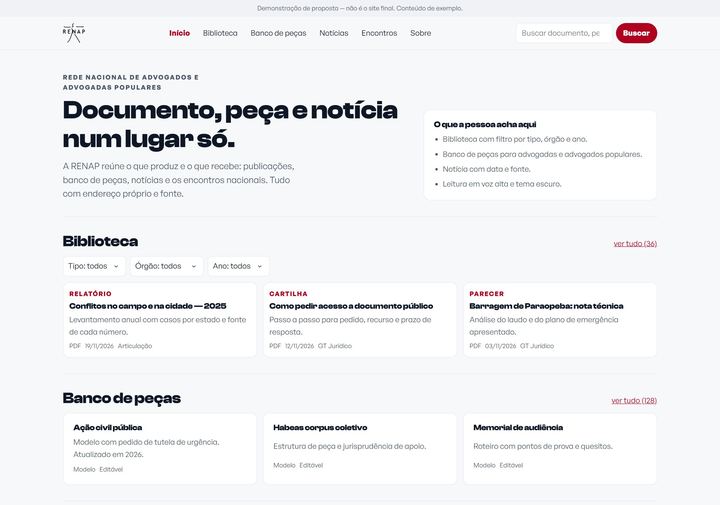 Demonstração de proposta — não é o site final. Conteúdo de exemplo.
RENAP
Início
Biblioteca
Banco de peças
Notícias
Encontros
Sobre
Buscar documento, pe
Buscar
REDE NACIONAL DE ADVOGADOS E
ADVOGADAS POPULARES
Documento, peça e notícia
num lugar só.
A RENAP reúne o que produz e o que recebe: publicações,
banco de peças, notícias e os encontros nacionais. Tudo
com endereço próprio e fonte.
O que a pessoa acha aqui
Biblioteca com filtro por tipo, órgão e ano.
Banco de peças para advogadas e advogados populares.
Notícia com data e fonte.
Leitura em voz alta e tema escuro.
Biblioteca
ver tudo (36)
Tipo: todos
Órgão: todos
Ano: todos
RELATÓRIO
Conflitos no campo e na cidade — 2025
Levantamento anual com casos por estado e fonte
de cada número.
PDF 19/11/2026 Articulação
CARTILHA
Como pedir acesso a documento público
Passo a passo para pedido, recurso e prazo de
resposta.
PDF 12/11/2026 GT Jurídico
PARECER
Barragem de Paraopeba: nota técnica
Análise do laudo e do plano de emergência
apresentado.
PDF 03/11/2026 GT Jurídico
Banco de peças
ver tudo (128)
Ação civil pública
Modelo com pedido de tutela de urgência.
Atualizado em 2026.
Modelo Editável
Habeas corpus coletivo
Estrutura de peça e jurisprudência de apoio.
Modelo Editável
Memorial de audiência
Roteiro com pontos de prova e quesitos.
Modelo Editável